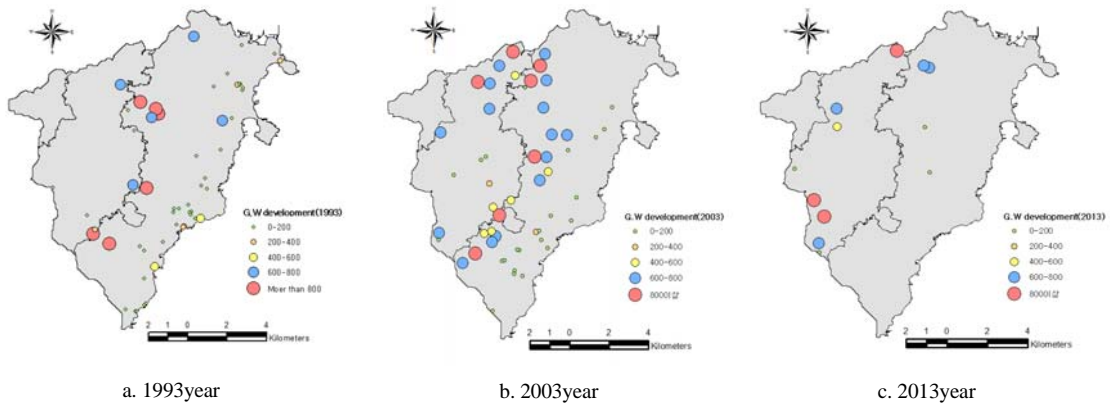 G.W development(1993)
0-200
200-400
400-600
600-800
Moer than 800
2 1 0 2 4
Kilometers
a. 1993year
G.W development(2003)
0-200
200-400
400-600
600-800
800이상
2 1 0 2 4
Kilometers
b. 2003year
G.W development(2013)
0-200
200-400
400-600
600-800
800이상
2 1 0 2 4
Kilometers
c. 2013year